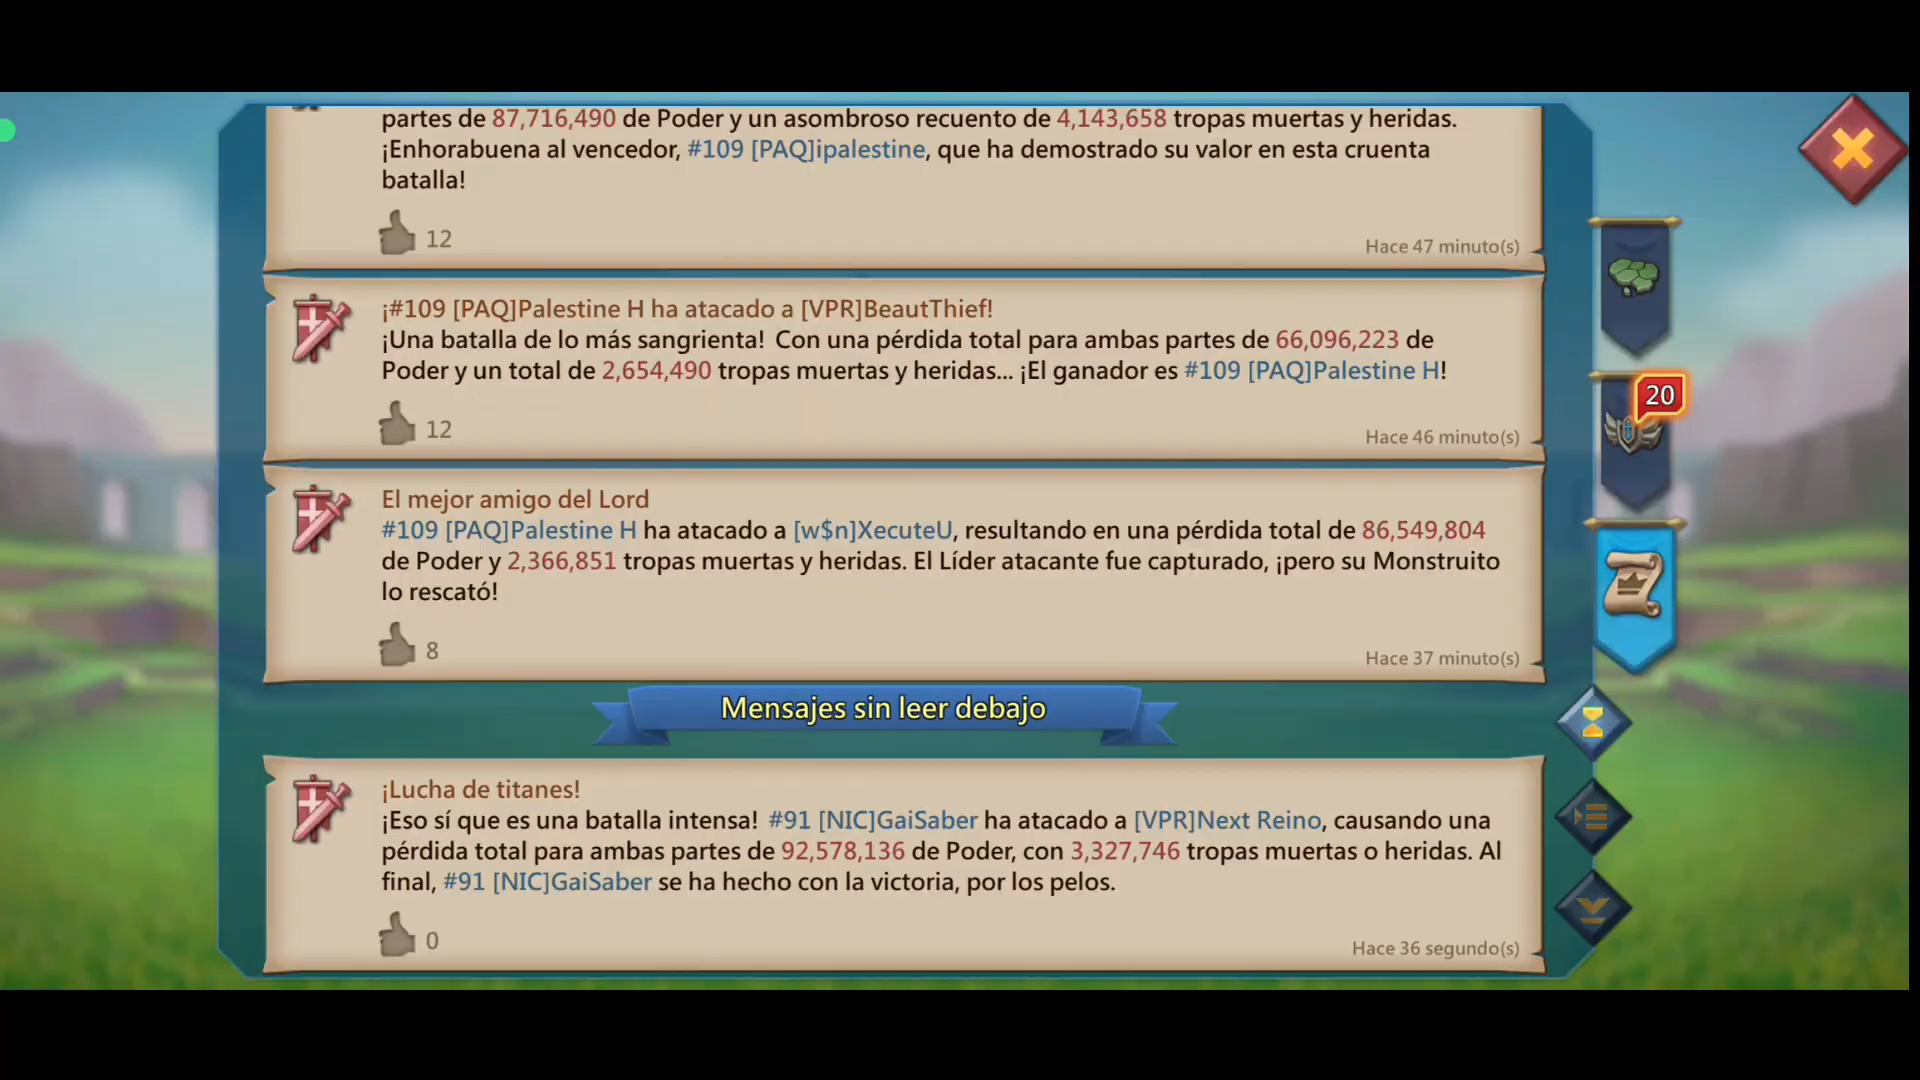 partes de 87,716,490 de Poder y un asombroso recuento de 4,143,658 tropas muertas y heridas.
¡Enhorabuena al vencedor, #109 [PAQ]ipalestine, que ha demostrado su valor en esta cruenta
batalla!
12
Hace 47 minuto(s)
¡#109 [PAQ]Palestine H ha atacado a [VPR]BeautThief!
¡Una batalla de lo más sangrienta! Con una pérdida total para ambas partes de 66,096,223 de
Poder y un total de 2,654,490 tropas muertas y heridas... ¡El ganador es #109 [PAQ]Palestine H!
12
Hace 46 minuto(s)
20
El mejor amigo del Lord
#109 [PAQ]Palestine H ha atacado a [w$n]XecuteU, resultando en una pérdida total de 86,549,804
de Poder y 2,366,851 tropas muertas y heridas. El Líder atacante fue capturado, ¡pero su Monstruito
lo rescató!
8
Hace 37 minuto(s)
Mensajes sin leer debajo
¡Lucha de titanes!
¡Eso sí que es una batalla intensa! #91 [NIC]GaiSaber ha atacado a [VPR]Next Reino, causando una
pérdida total para ambas partes de 92,578,136 de Poder, con 3,327,746 tropas muertas o heridas. Al
final, #91 [NIC]GaiSaber se ha hecho con la victoria, por los pelos.
0
Hace 36 segundo(s)